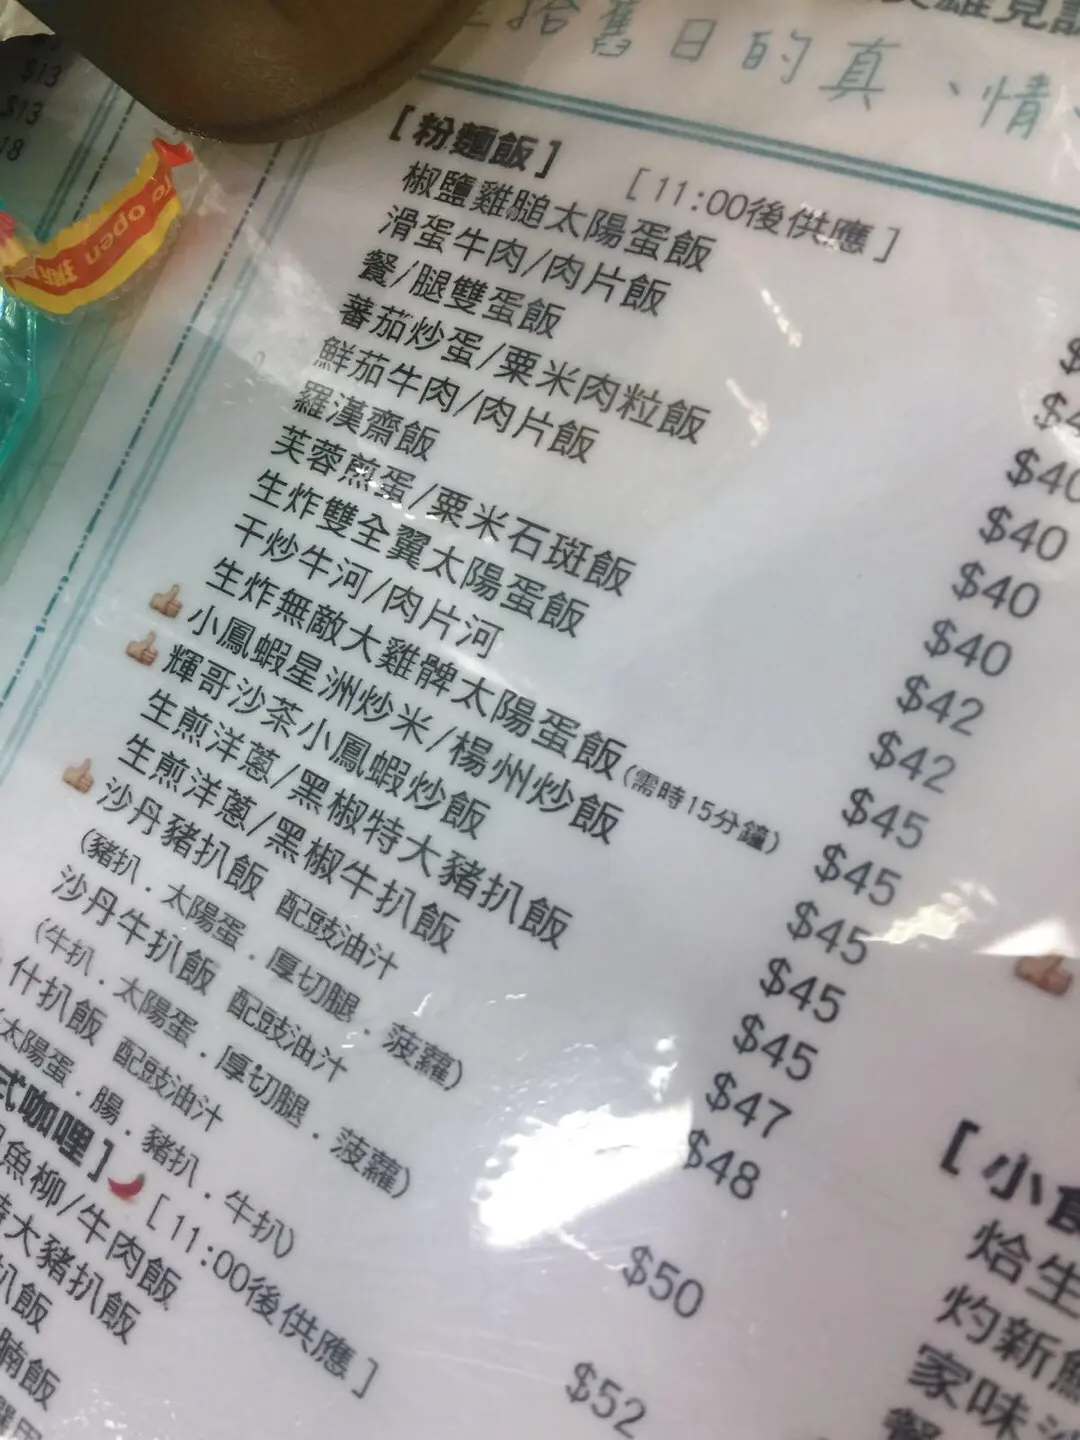 $13
$13
18
To open
拾舊日的真、情
[粉麵飯]
[11:00後供應]
椒鹽雞腿太陽蛋飯
滑蛋牛肉/肉片飯
餐/腿雙蛋飯
蕃茄炒蛋/粟米肉粒飯
鮮茄牛肉/肉片飯
羅漢齋飯
芙蓉煎蛋/粟米石斑飯
生炸雙全翼太陽蛋飯
干炒牛河/肉片河
生炸無敵大雞髀太陽蛋飯(需時15分鐘)
小鳳蝦星洲炒米/楊州炒飯
輝哥沙茶小鳳蝦炒飯
生煎洋蔥/黑椒特大豬扒飯
生煎洋蔥/黑椒牛扒飯
沙丹豬扒飯 配豉油汁
(豬扒．太陽蛋．厚切腿．菠蘿)
沙丹牛扒飯 配豉油汁
(牛扒．太陽蛋．厚切腿．菠蘿)
什扒飯 配豉油汁
太陽蛋．腸．豬扒．牛扒)
$40
$40
$40
$40
$42
$42
$45
$45
$45
$45
$45
$47
$48
$50
$52
式咖哩]
[11:00後供應]
魚柳/牛肉飯
大豬扒飯
扒飯
腩飯
[小
烚生
灼新
家味
餐